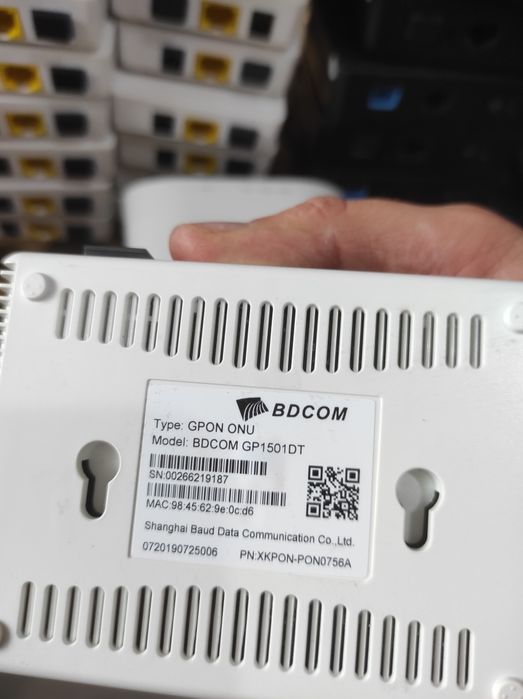 BDCOM
Type: GPON ONU
Model: BDCOM GP1501DT
SN:00266219187
MAC:98:45:62:9e:0c:d6
Shanghai Baud Data Communication Co.,Ltd.
0720190725006 PN:XKPON-PON0756A